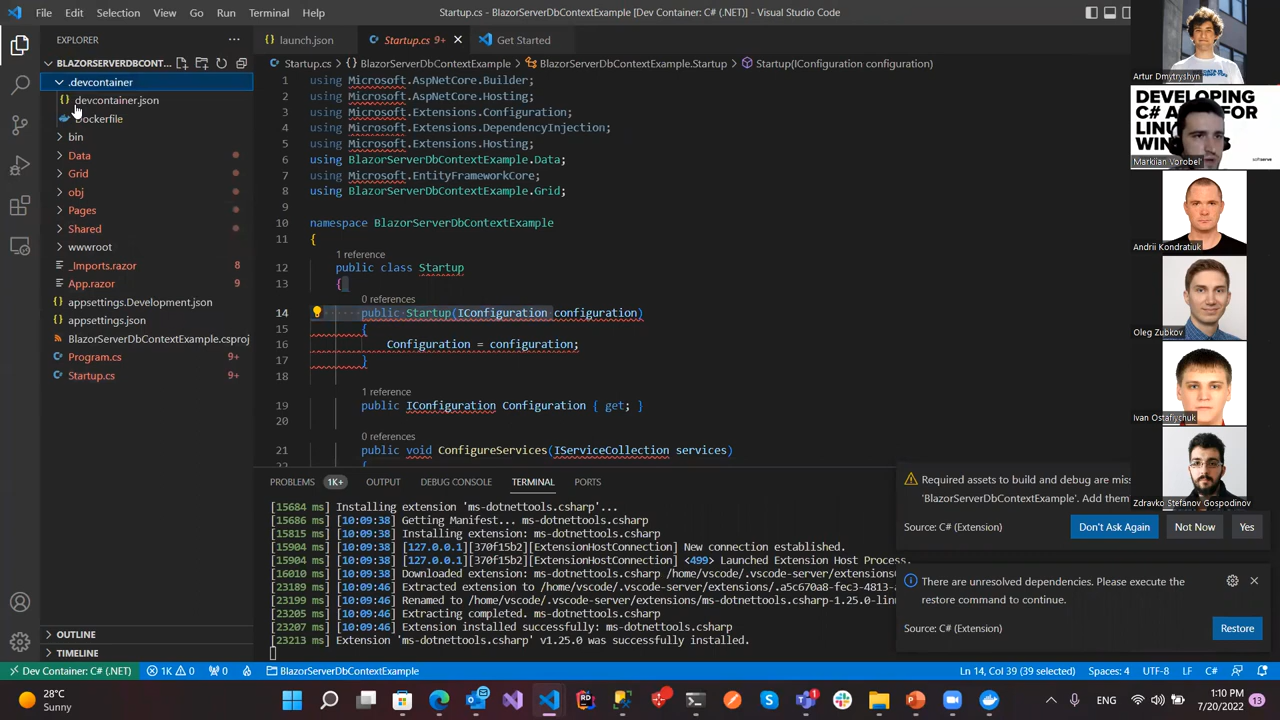 File Edit Selection View Go Run Terminal Help
Startup.cs - BlazorServerDbContextExample [Dev Container: C# (.NET)] - Visual Studio Code
EXPLORER
BLAZORSERVERDBCONT...
.devcontainer
devcontainer.json
Dockerfile
bin
Data
Grid
obj
Pages
Shared
wwwroot
_Imports.razor 8
App.razor 3
appsettings.Development.json
appsettings.json
BlazorServerDbContextExample.csproj
Program.cs 9+
Startup.cs 9+
OUTLINE
TIMELINE
launch.json
Startup.cs 9+
Get Started
Startup.cs > BlazorServerDbContextExample > BlazorServerDbContextExample.Startup > Startup(IConfiguration configuration)
1 using Microsoft.AspNetCore.Builder;
2 using Microsoft.AspNetCore.Hosting;
3 using Microsoft.Extensions.Configuration;
4 using Microsoft.Extensions.DependencyInjection;
5 using Microsoft.Extensions.Hosting;
6 using BlazorServerDbContextExample.Data;
7 using Microsoft.EntityFrameworkCore;
8 using BlazorServerDbContextExample.Grid;
9
10 namespace BlazorServerDbContextExample
11 {
1 reference
12 public class Startup
13 {
0 references
14 public Startup(IConfiguration configuration)
15 {
16 Configuration = configuration;
17 }
18
1 reference
19 public IConfiguration Configuration { get; }
20
0 references
21 public void ConfigureServices(IServiceCollection services)
22 {
PROBLEMS 1K+ OUTPUT DEBUG CONSOLE TERMINAL PORTS
[15684 ms] [10:09:38] Installing extension 'ms-dotnettools.csharp'...
[15686 ms] [10:09:38] Getting Manifest... ms-dotnettools.csharp
[15815 ms] [10:09:38] Installing extension: ms-dotnettools.csharp
[15904 ms] [10:09:38] [127.0.0.1][370f15b2][ExtensionHostConnection] New connection established.
[15904 ms] [10:09:38] [127.0.0.1][370f15b2][ExtensionHostConnection] <499> Launched Extension Host Process.
[16010 ms] [10:09:38] Downloaded extension: ms-dotnettools.csharp /home/vscode/.vscode-server/extensions
[23189 ms] [10:09:46] Extracted extension to /home/vscode/.vscode-server/extensions/.a5c670a8-fec3-4813-
[23199 ms] [10:09:46] Renamed to /home/vscode/.vscode-server/extensions/ms-dotnettools.csharp-1.25.0-lin
[23205 ms] [10:09:46] Extracting completed. ms-dotnettools.csharp
[23207 ms] [10:09:46] Extension installed successfully: ms-dotnettools.csharp
[23213 ms] Extension 'ms-dotnettools.csharp' v1.25.0 was successfully installed.
Required assets to build and debug are mis
'BlazorServerDbContextExample'. Add them
Source: C# (Extension)
Don't Ask Again
Not Now
Yes
There are unresolved dependencies. Please execute the
restore command to continue.
Source: C# (Extension)
Restore
Artur Dmytryshyn
DEVELOPING
C# A FOR
LIN
WIN
softserve
Markiian Vorobel'
Andrii Kondratiuk
Oleg Zubkov
Ivan Ostafiychuk
Zdravko Stefanov Gospodinov
Dev Container: C# (.NET) 1K 0 0 BlazorServerDbContextExample
Ln 14, Col 39 (39 selected) Spaces: 4 UTF-8 LF C#
28°C
Sunny
ENG
1:10 PM
7/20/2022
13